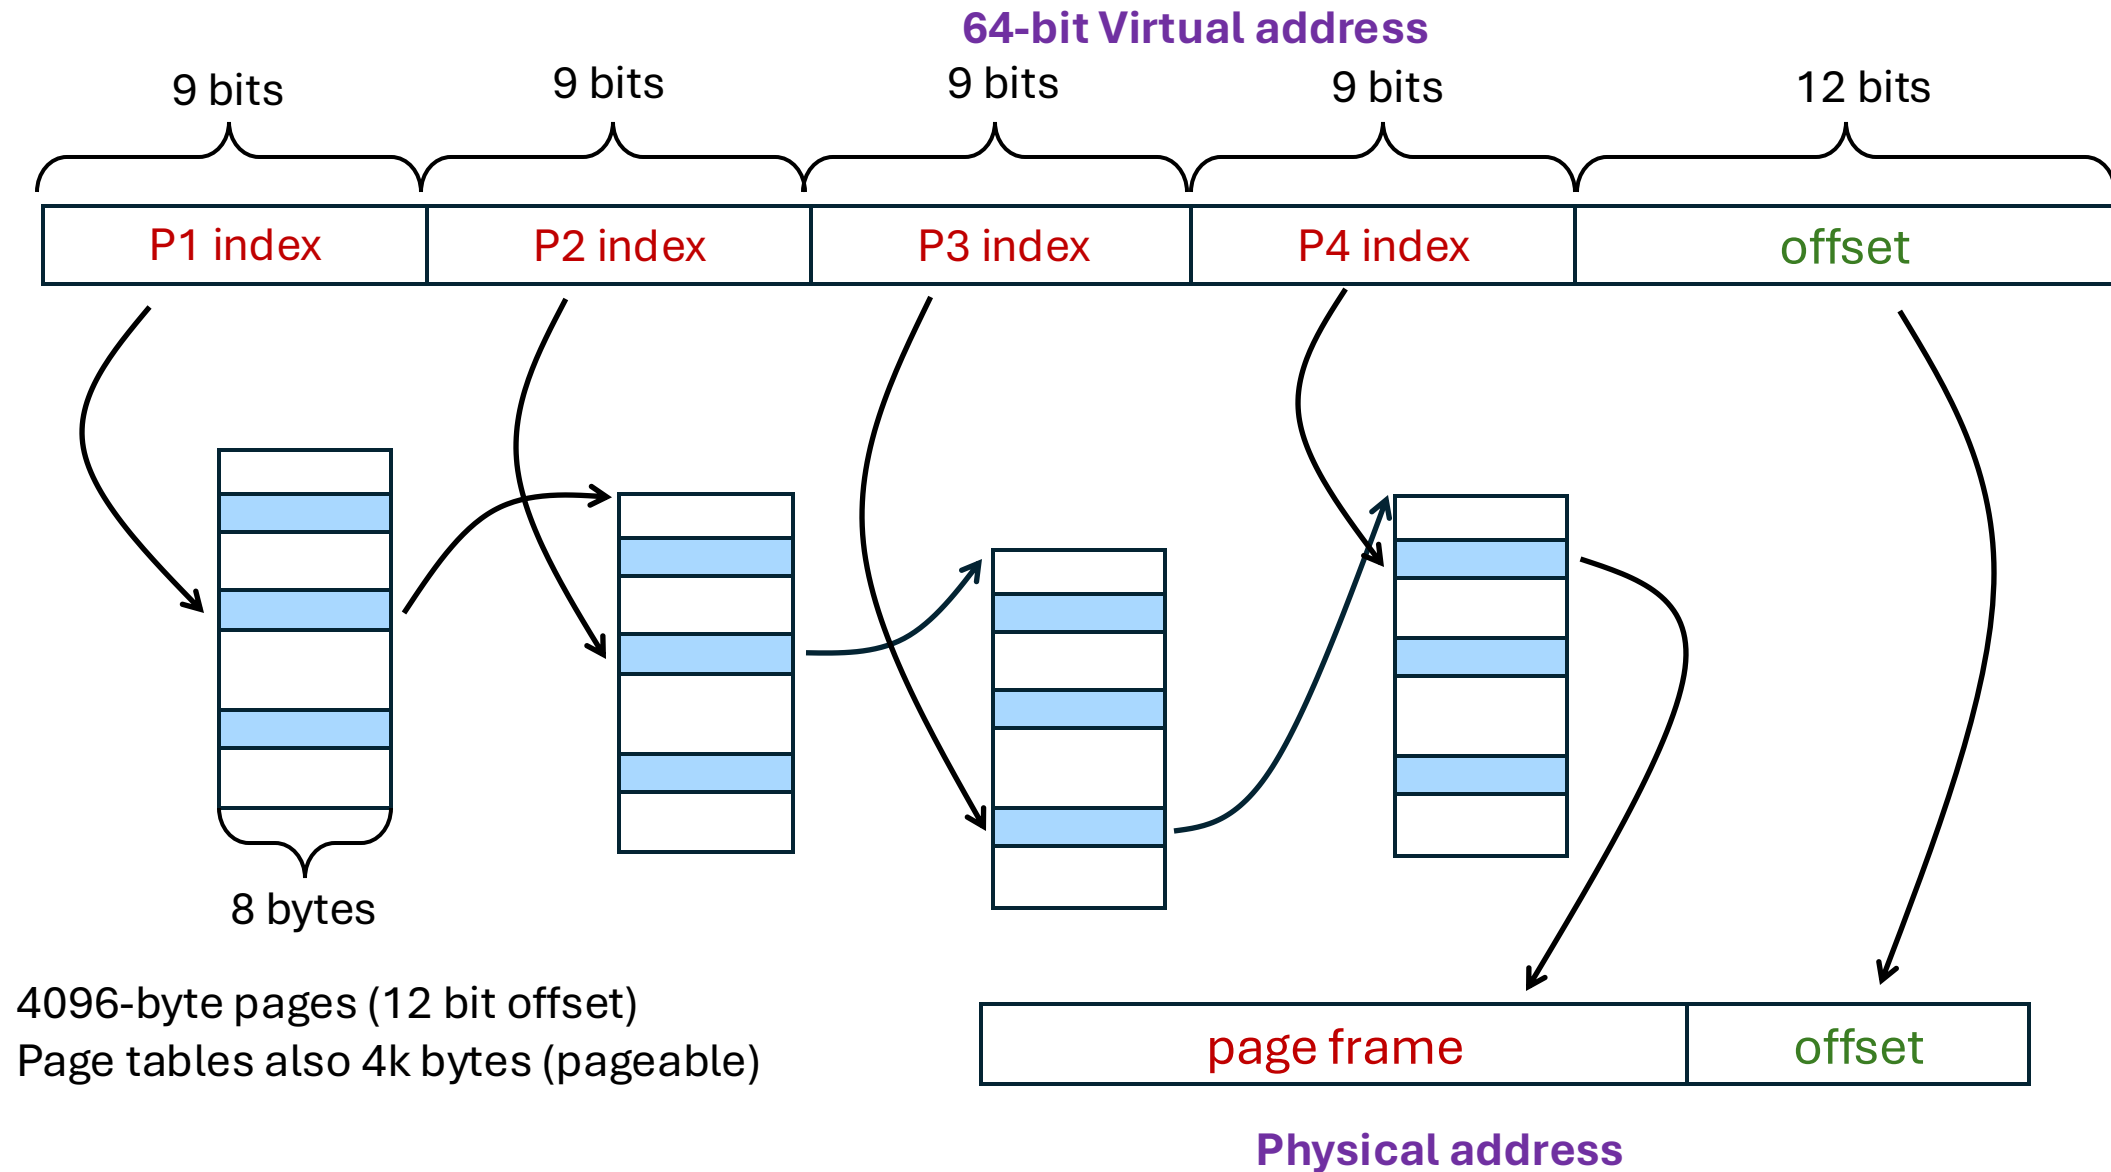 64-bit Virtual address
9 bits
9 bits
9 bits
9 bits
12 bits
P1 index
P2 index
P3 index
P4 index
offset
8 bytes
4096-byte pages (12 bit offset)
Page tables also 4k bytes (pageable)
page frame
offset
Physical address